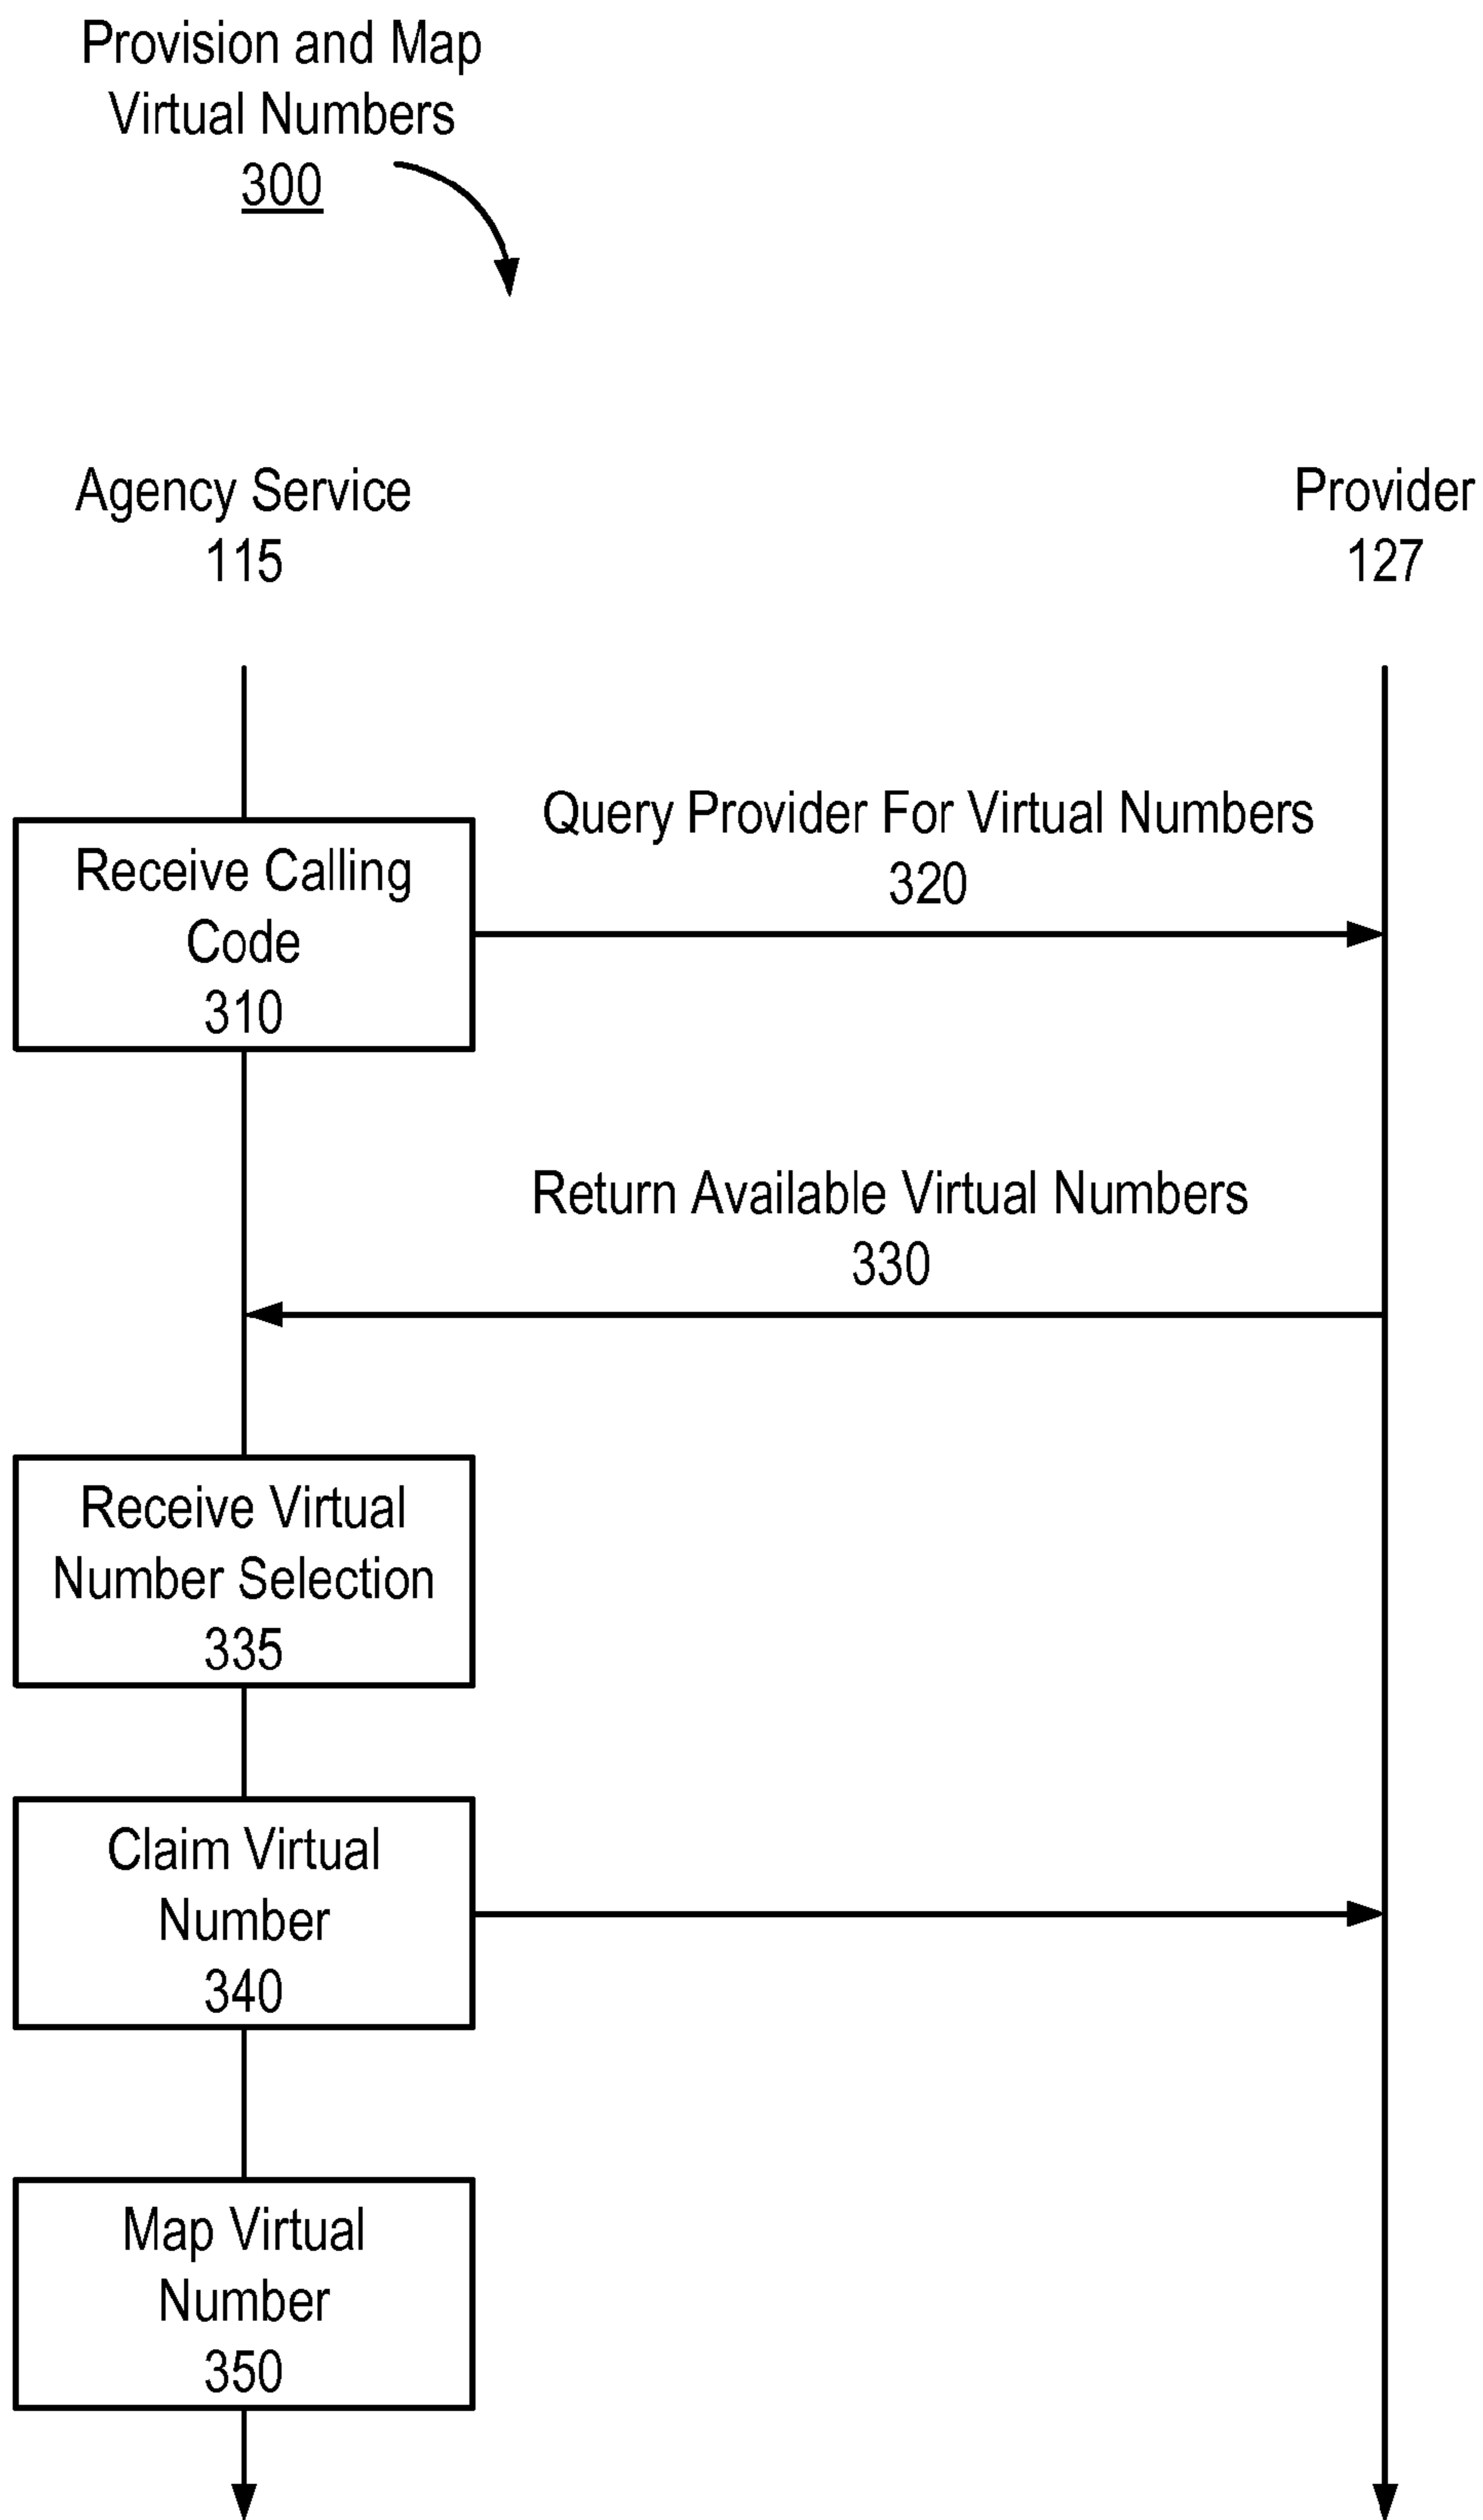 Provision and Map
Virtual Numbers
300
Agency Service
115
Provider
127
Query Provider For Virtual Numbers
320
Receive Calling
Code
310
Return Available Virtual Numbers
330
Receive Virtual
Number Selection
335
Claim Virtual
Number
340
Map Virtual
Number
350